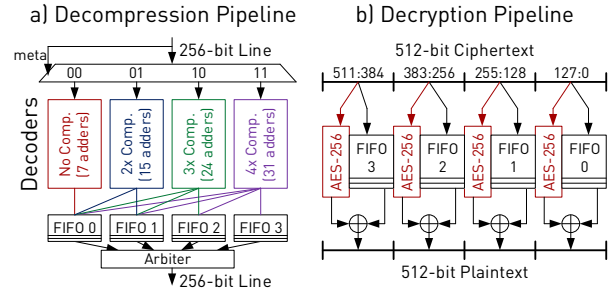 a) Decompression Pipeline
meta
256-bit Line
00 01 10 11
Decoders
No Comp.
(7 adders)
2x Comp.
(15 adders)
3x Comp.
(24 adders)
4x Comp.
(31 adders)
FIFO 0 FIFO 1 FIFO 2 FIFO 3
Arbiter
256-bit Line
b) Decryption Pipeline
512-bit Ciphertext
511:384 383:256 255:128 127:0
AES-256
FIFO
3
AES-256
FIFO
2
AES-256
FIFO
1
AES-256
FIFO
0
512-bit Plaintext